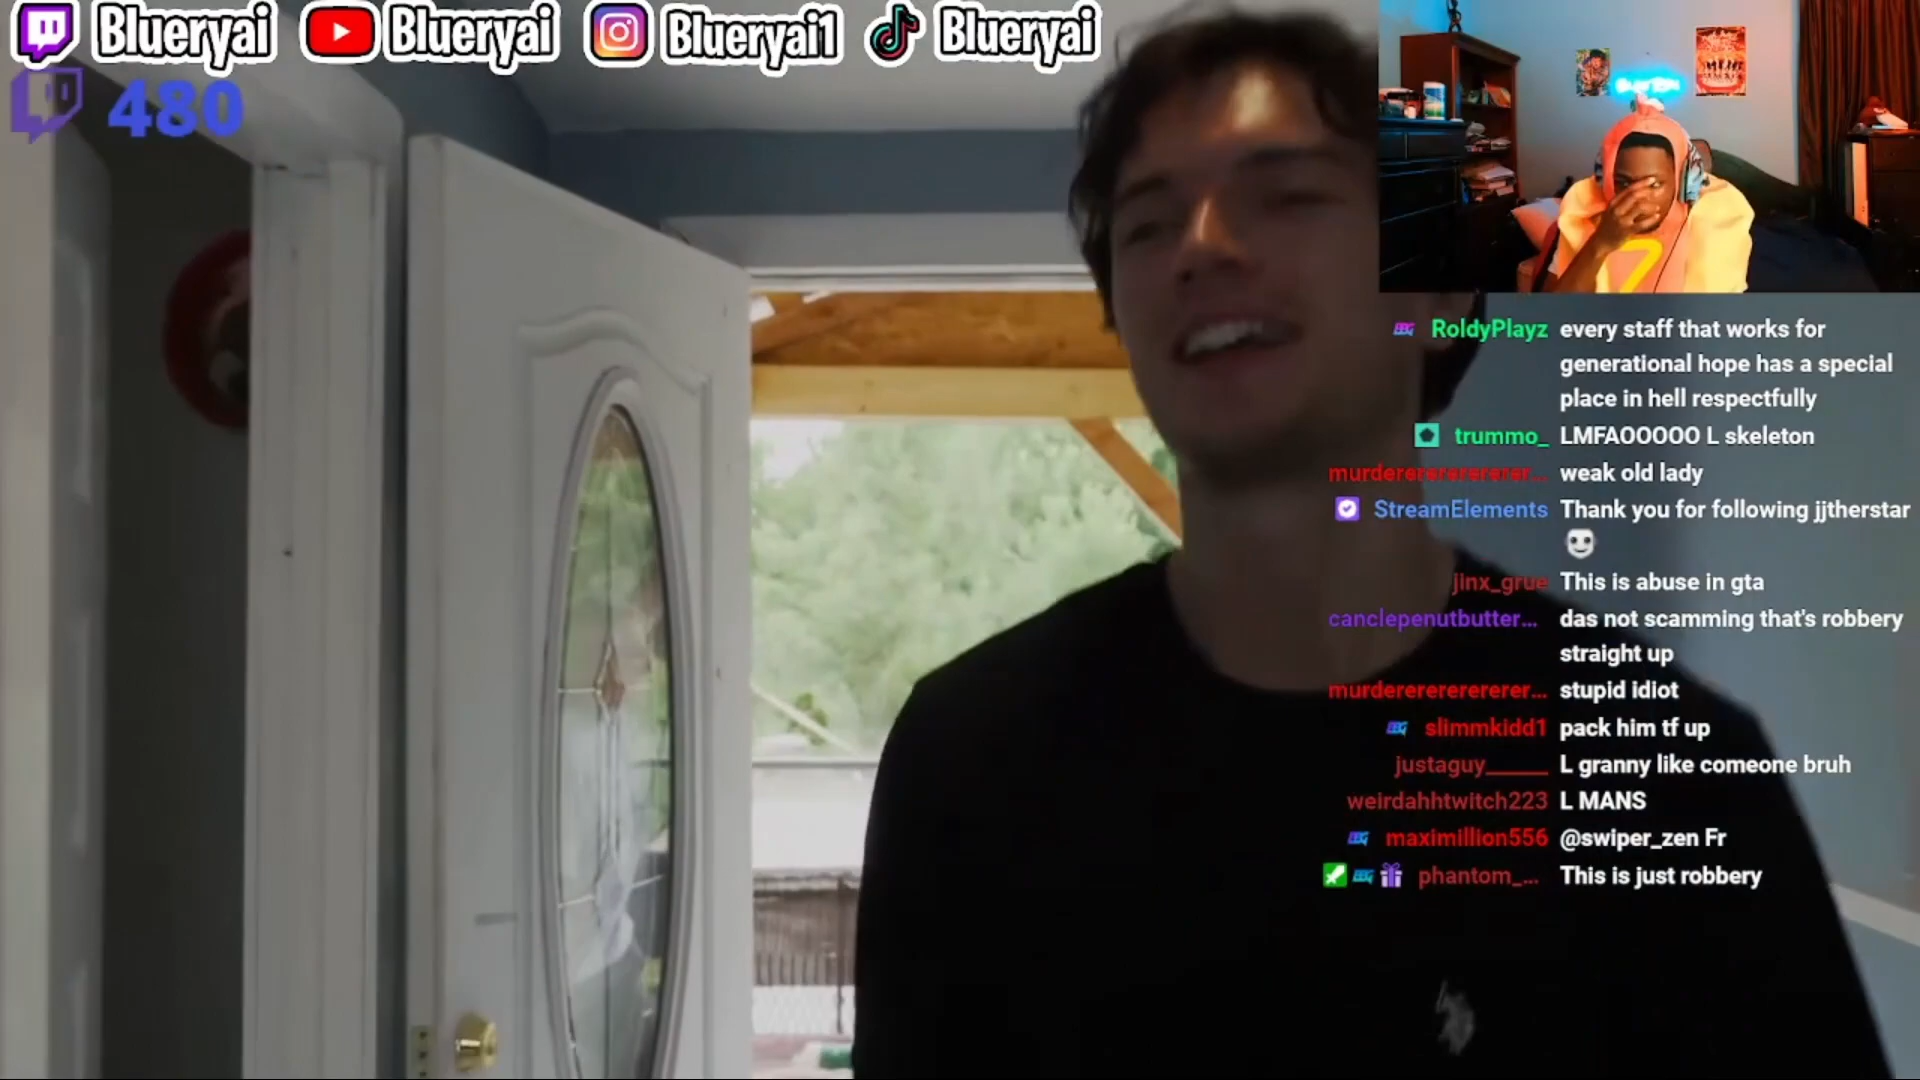 Blueryai Blueryai Blueryai1 Blueryai
480
RoldyPlayz every staff that works for
generational hope has a special
place in hell respectfully
trummo_ LMFAOOOOO L skeleton
murderererererererer... weak old lady
StreamElements Thank you for following jjtherstar
jinx_grue This is abuse in gta
canclepenutbutter... das not scamming that's robbery
straight up
murderererererererer... stupid idiot
slimmkidd1 pack him tf up
justaguy______ L granny like comeone bruh
weirdahhtwitch223 L MANS
maximillion556 @swiper_zen Fr
phantom_... This is just robbery